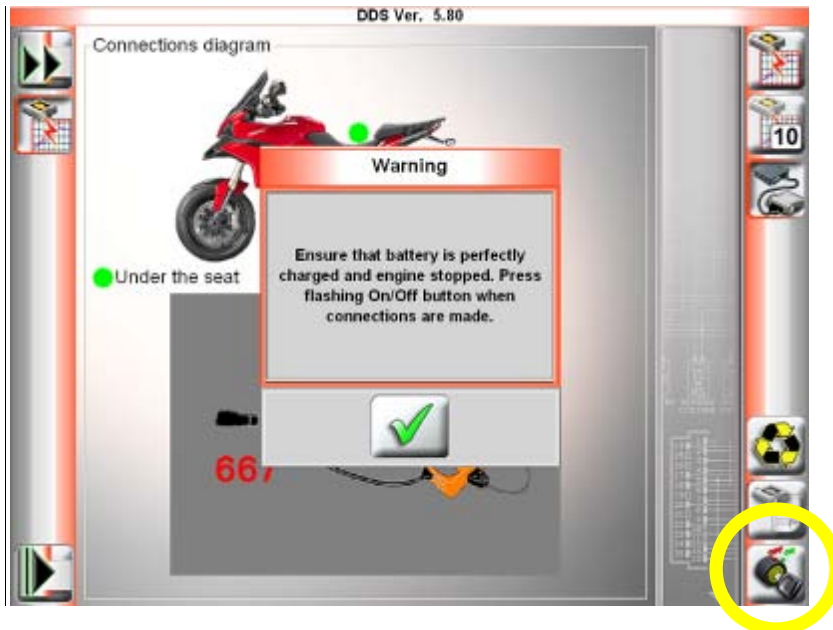 DDS Ver. 5.80
Connections diagram
10
Warning
Ensure that battery is perfectly
charged and engine stopped. Press
flashing On/Off button when
connections are made.
Under the seat
667